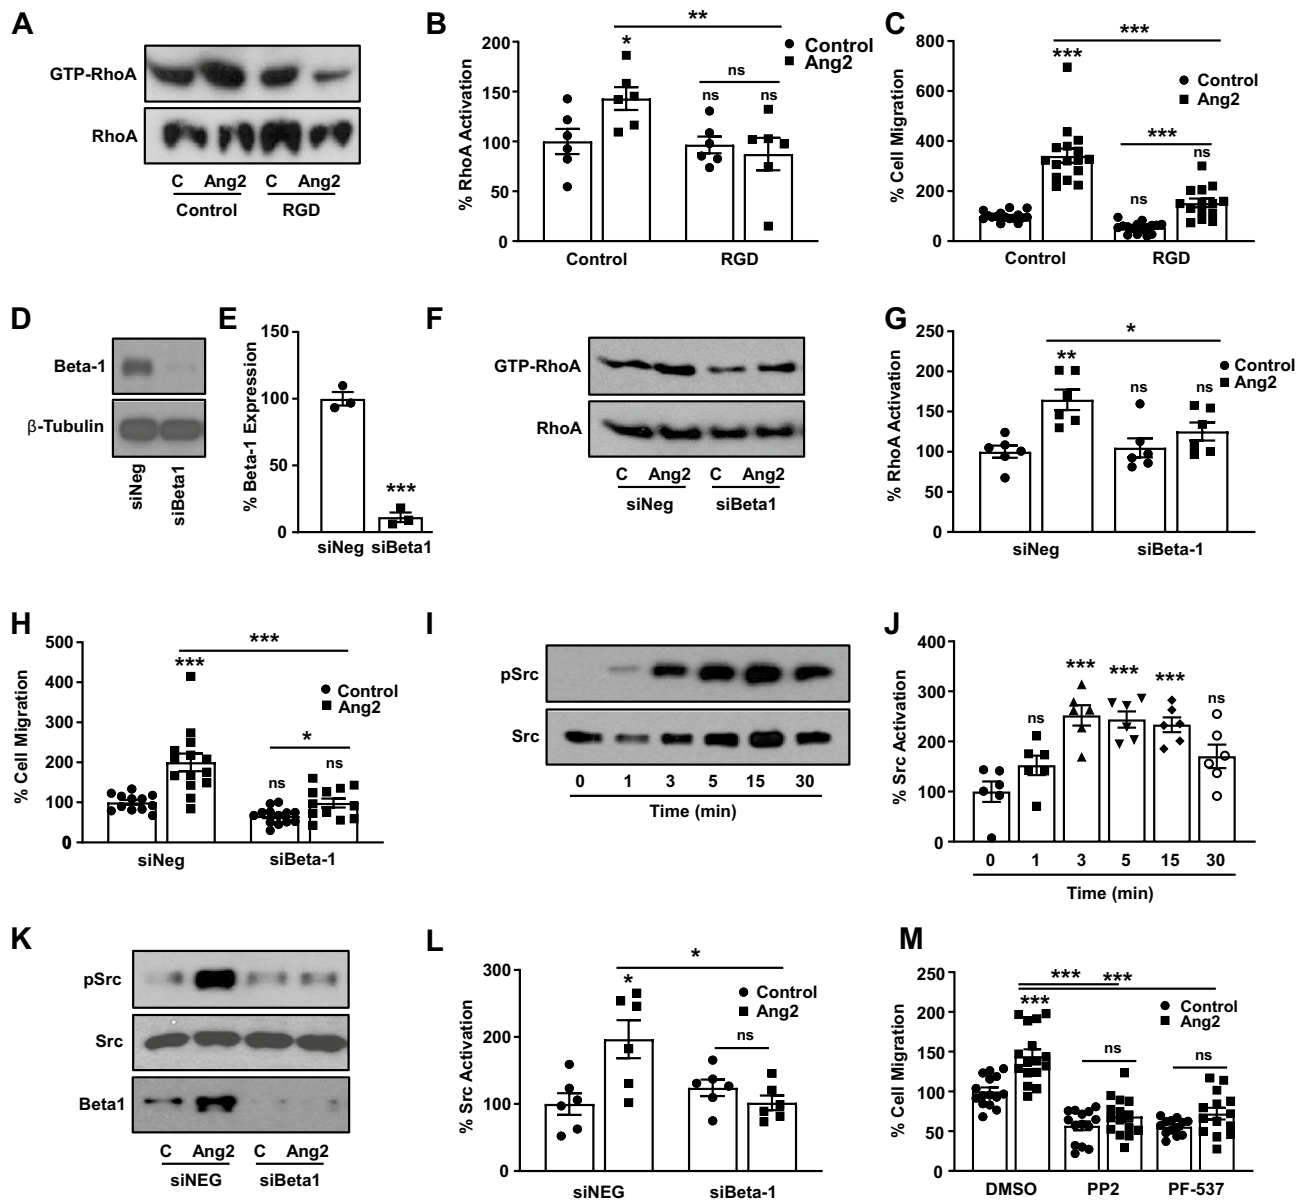 A
GTP-RhoA
RhoA
C Ang2 C Ang2
Control RGD
B
% RhoA Activation
200
150
100
50
0
**
*
ns
ns ns
Control
Ang2
Control RGD
C
% Cell Migration
800
600
400
200
0
***
***
***
ns
ns
Control
Ang2
Control RGD
D
Beta-1
β-Tubulin
siNeg
siBeta1
E
% Beta-1 Expression
150
100
50
0
***
siNeg siBeta1
F
GTP-RhoA
RhoA
C Ang2 C Ang2
siNeg siBeta1
G
% RhoA Activation
250
200
150
100
50
0
*
**
ns ns
Control
Ang2
siNeg siBeta-1
H
% Cell Migration
500
400
300
200
100
0
***
***
*
ns ns
Control
Ang2
siNeg siBeta-1
I
pSrc
Src
0 1 3 5 15 30
Time (min)
J
% Src Activation
400
300
200
100
0
ns *** *** *** ns
0 1 3 5 15 30
Time (min)
K
pSrc
Src
Beta1
C Ang2 C Ang2
siNEG siBeta1
L
% Src Activation
300
200
100
0
*
*
ns
Control
Ang2
siNEG siBeta-1
M
% Cell Migration
250
200
150
100
50
0
*** ***
***
ns ns
Control
Ang2
DMSO PP2 PF-537